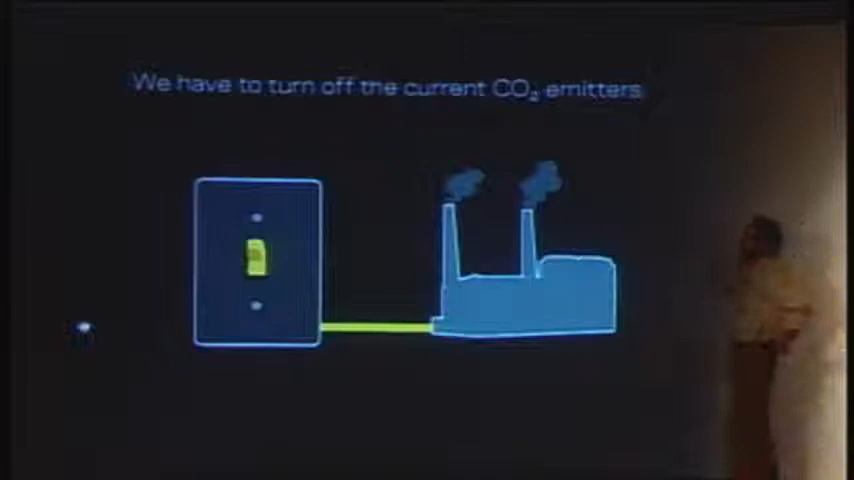 We have to turn off the current CO₂ emitters